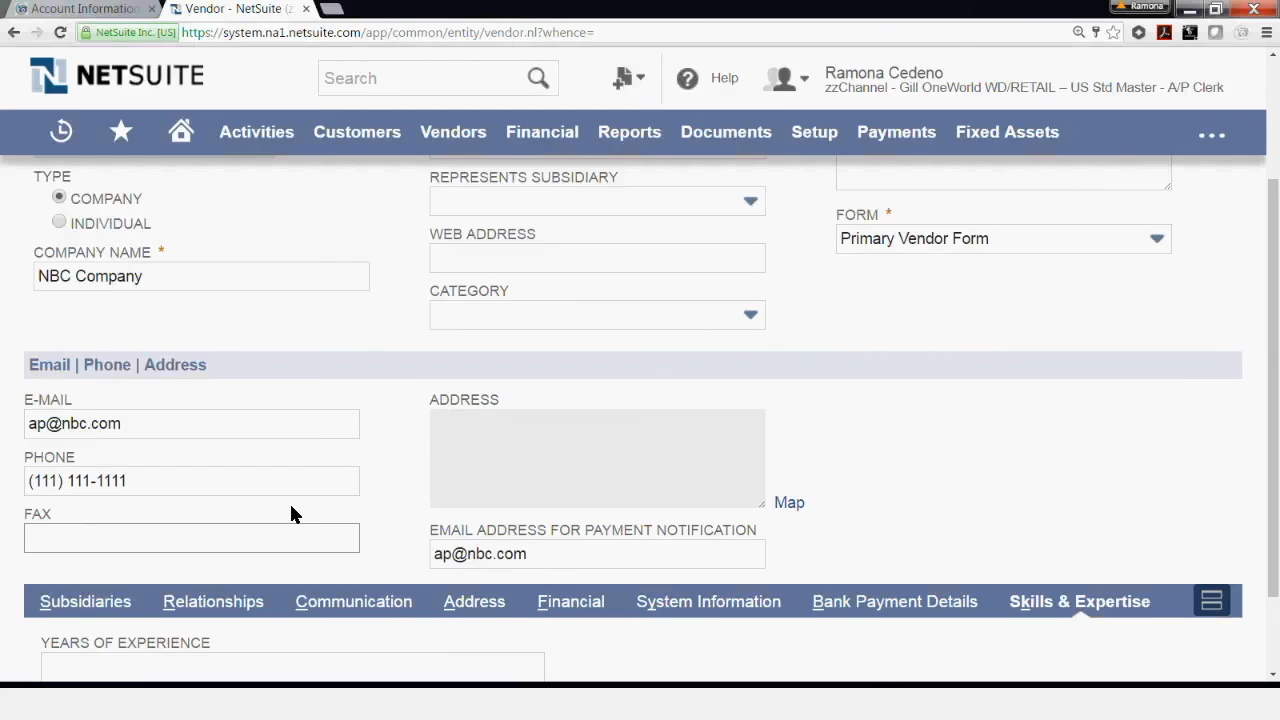 Account Information
Vendor - NetSuite (z
Ramona
NetSuite Inc. [US]
https://system.na1.netsuite.com/app/common/entity/vendor.nl?whence=
NETSUITE
Search
Help
Ramona Cedeno
zzChannel - Gill OneWorld WD/RETAIL – US Std Master - A/P Clerk
Activities
Customers
Vendors
Financial
Reports
Documents
Setup
Payments
Fixed Assets
TYPE
COMPANY
INDIVIDUAL
COMPANY NAME *
NBC Company
REPRESENTS SUBSIDIARY
WEB ADDRESS
CATEGORY
FORM *
Primary Vendor Form
Email | Phone | Address
E-MAIL
ap@nbc.com
PHONE
(111) 111-1111
FAX
ADDRESS
Map
EMAIL ADDRESS FOR PAYMENT NOTIFICATION
ap@nbc.com
Subsidiaries
Relationships
Communication
Address
Financial
System Information
Bank Payment Details
Skills & Expertise
YEARS OF EXPERIENCE